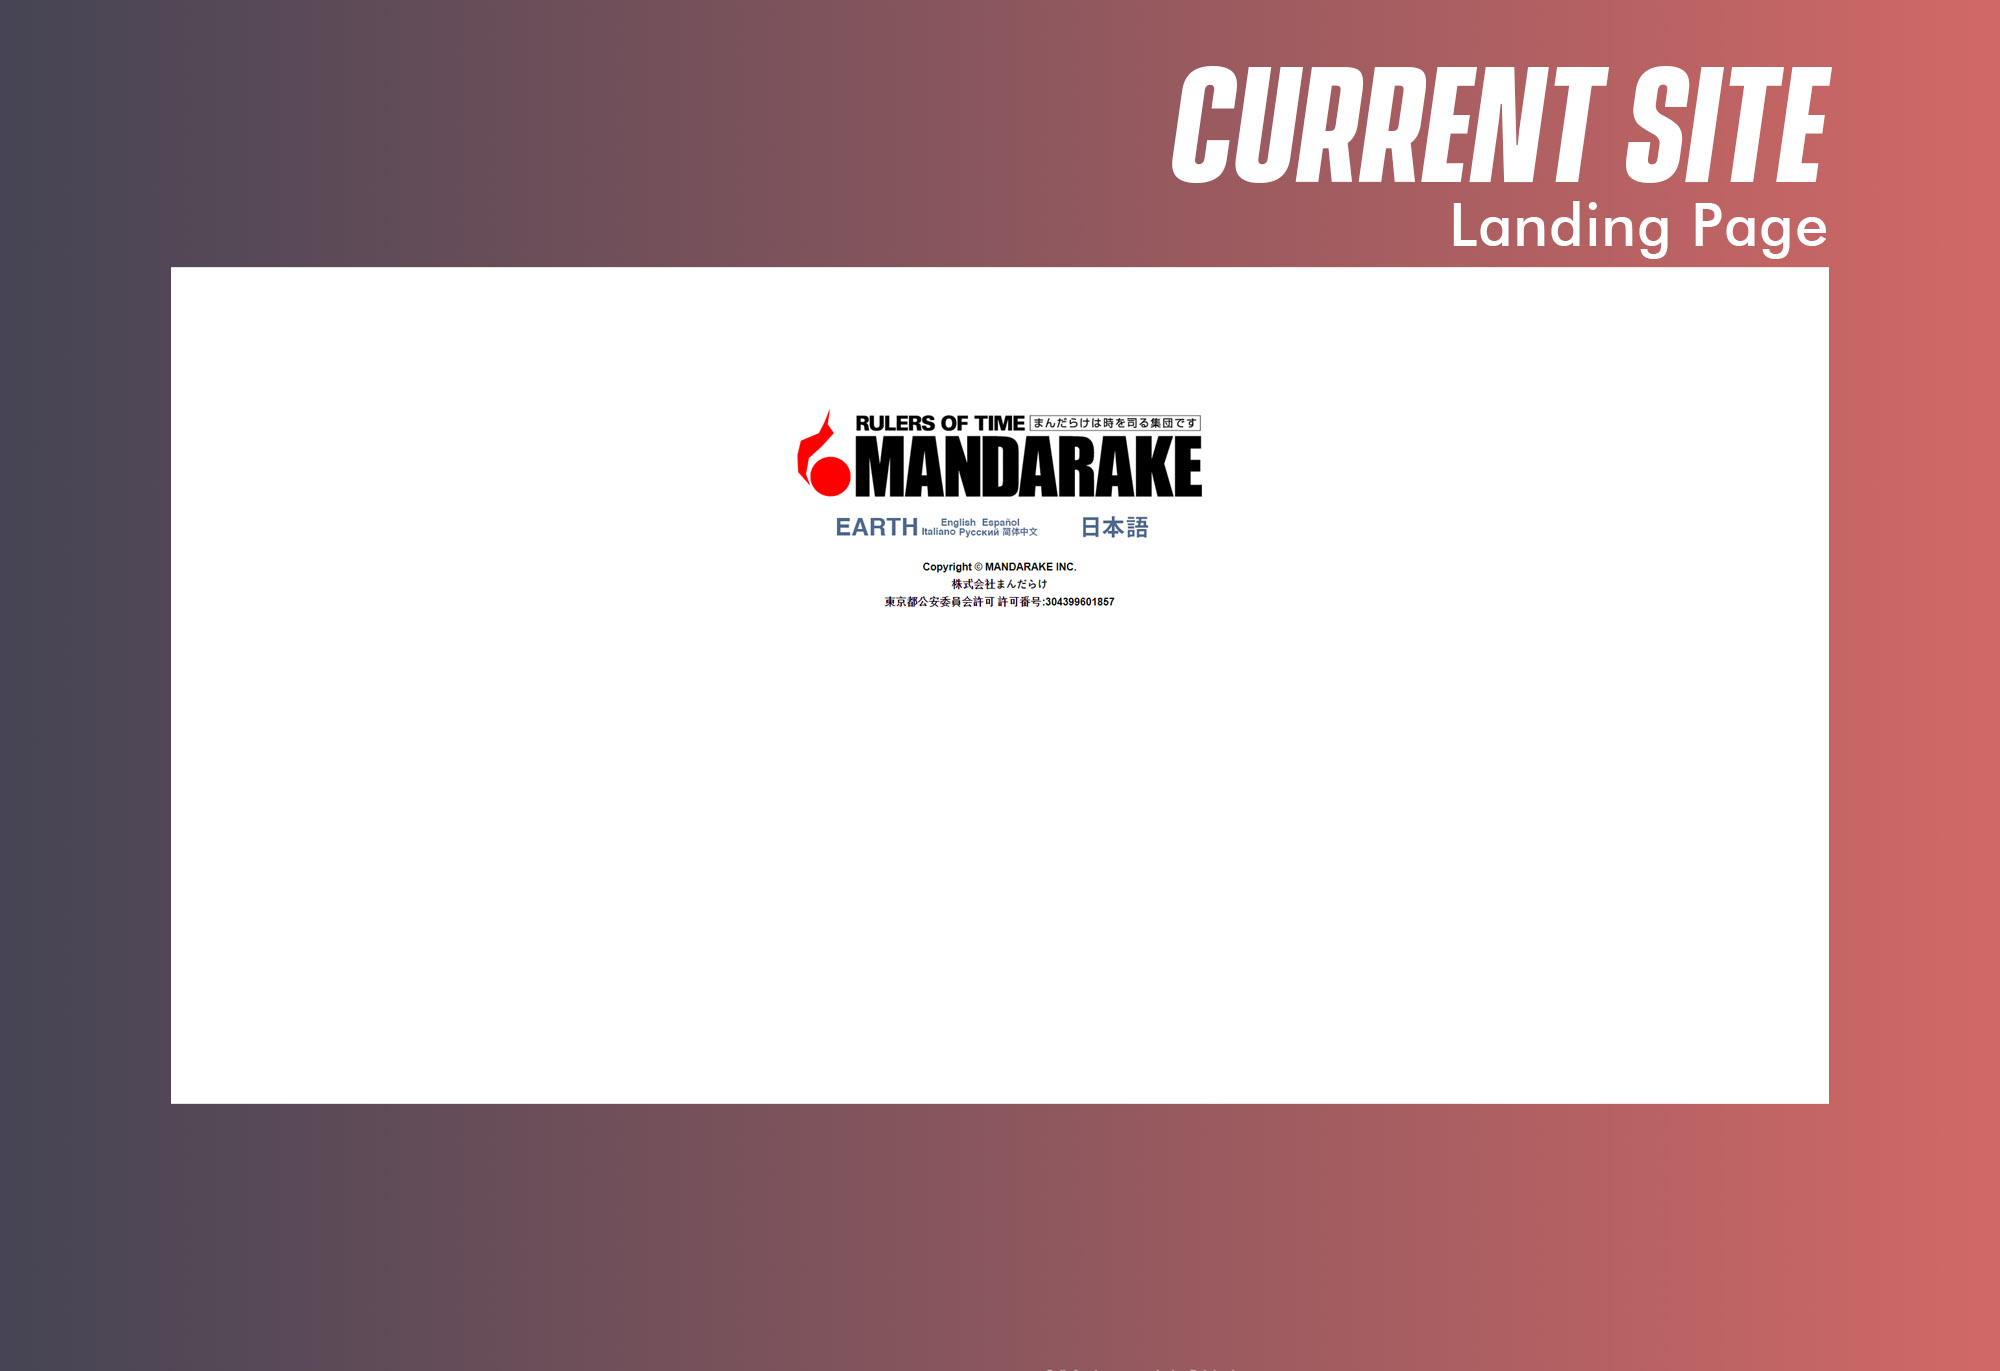 CURRENT SITE
Landing Page
RULERS OF TIME まんだらけは時を司る集団です
MANDARAKE
EARTH English Español 日本語
Italiano Русский 简体中文
Copyright © MANDARAKE INC.
株式会社まんだらけ
東京都公安委員会許可 許可番号:304399601857